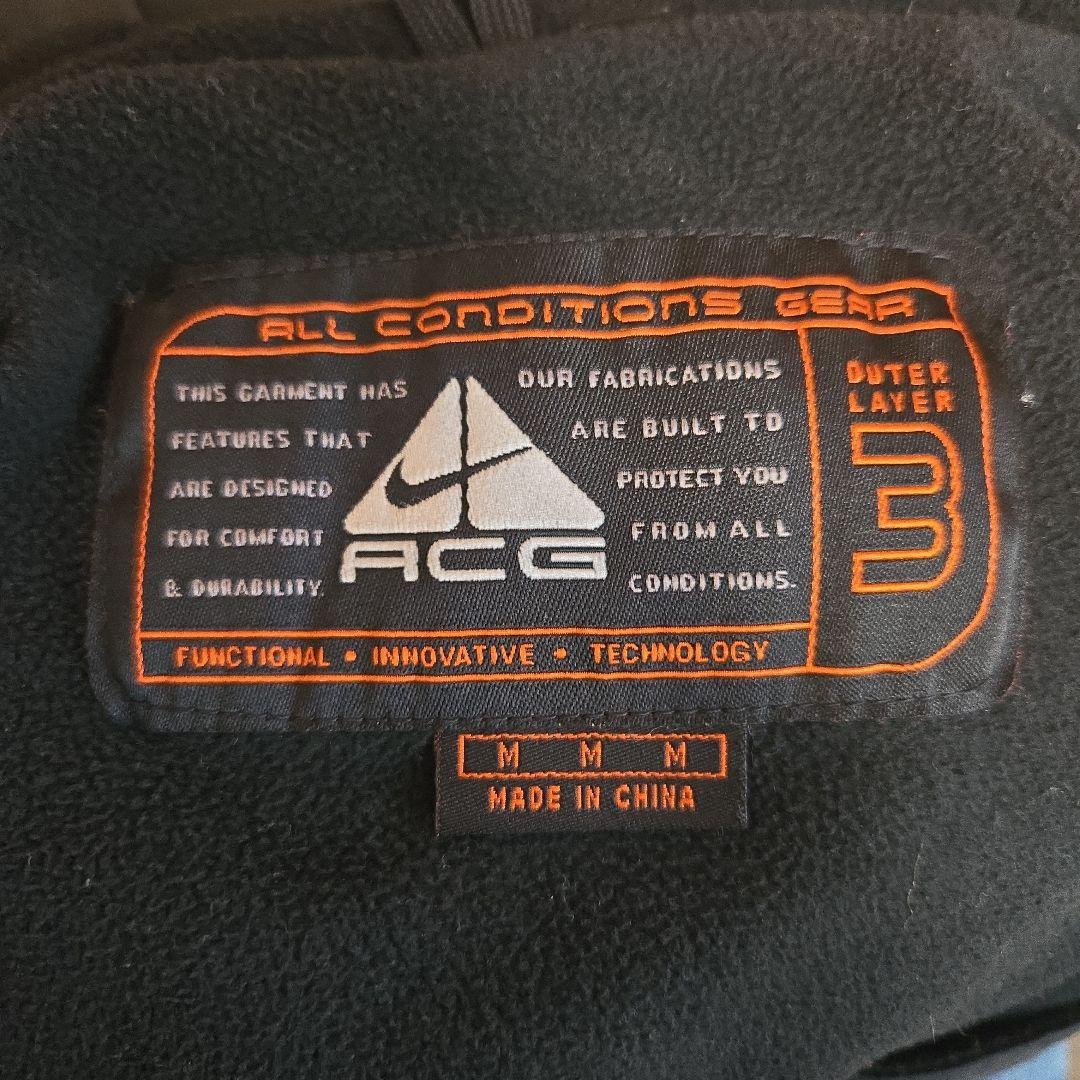 ALL CONDITIONS GEAR
THIS GARMENT HAS
FEATURES THAT
ARE DESIGNED
FOR COMFORT
& DURABILITY.
ACG
OUR FABRICATIONS
ARE BUILT TO
PROTECT YOU
FROM ALL
CONDITIONS.
OUTER
LAYER
3
FUNCTIONAL • INNOVATIVE • TECHNOLOGY
M M M
MADE IN CHINA